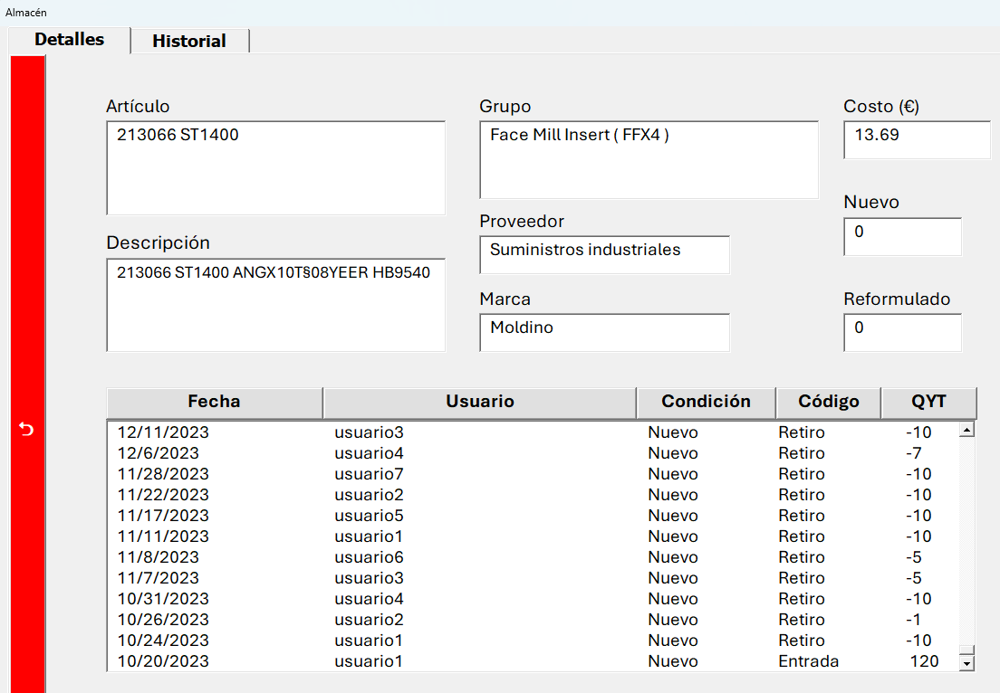 Almacén
Detalles Historial
Artículo
213066 ST1400
Descripción
213066 ST1400 ANGX10T§08YEER HB9540
Grupo
Face Mill Insert ( FFX4 )
Proveedor
Suministros industriales
Marca
Moldino
Costo (€)
13.69
Nuevo
0
Reformulado
0
Fecha Usuario Condición Código QYT
12/11/2023 usuario3 Nuevo Retiro -10
12/6/2023 usuario4 Nuevo Retiro -7
11/28/2023 usuario7 Nuevo Retiro -10
11/22/2023 usuario2 Nuevo Retiro -10
11/17/2023 usuario5 Nuevo Retiro -10
11/11/2023 usuario1 Nuevo Retiro -10
11/8/2023 usuario6 Nuevo Retiro -5
11/7/2023 usuario3 Nuevo Retiro -5
10/31/2023 usuario4 Nuevo Retiro -10
10/26/2023 usuario2 Nuevo Retiro -1
10/24/2023 usuario1 Nuevo Retiro -10
10/20/2023 usuario1 Nuevo Entrada 120